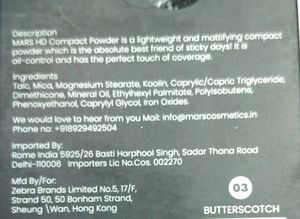 Description
MARS HD Compact Powder is a lightweight and mattifying compact
powder which is the absolute best friend of sticky days! It is
oil-control and has the perfect touch of coverage.
Ingredients
Talc, Mica, Magnesium Stearate, Kaolin, Caprylic/Capric Triglyceride,
Dimethicone, Mineral Oil, Ethylhexyl Palmitate, Polyisobutene,
Phenoxyethanol, Caprylyl Glycol, Iron Oxides.
We would love to hear from you Mail: info@marscosmetics.in
Phone no: +918929492504
Imported By:
Rome India 5925/26 Basti Harphool Singh, Sadar Thana Road
Delhi-110006 Importers Lic No.Cos. 002270
Mfd By/For:
Zebra Brands Limited No.5, 17/F,
Strand 50, 50 Bonham Strand,
Sheung \Wan, Hong Kong
03
BUTTERSCOTCH